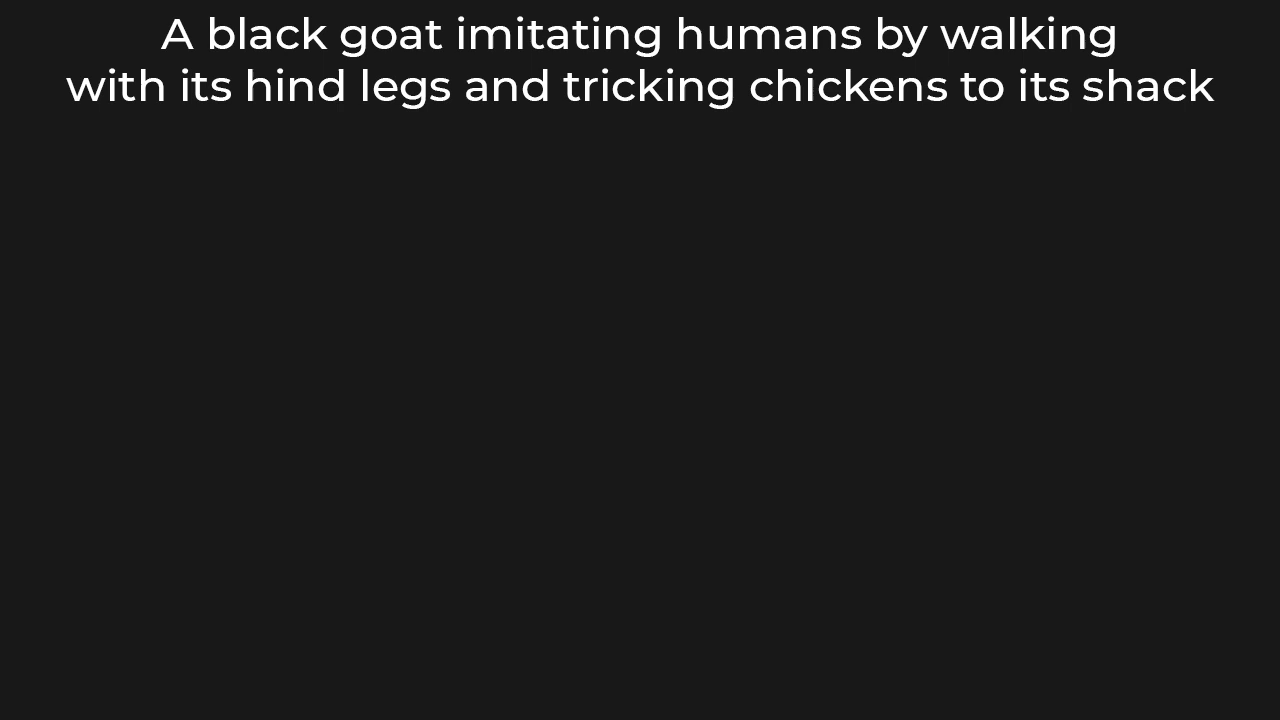 A black goat imitating humans by walking
with its hind legs and tricking chickens to its shack